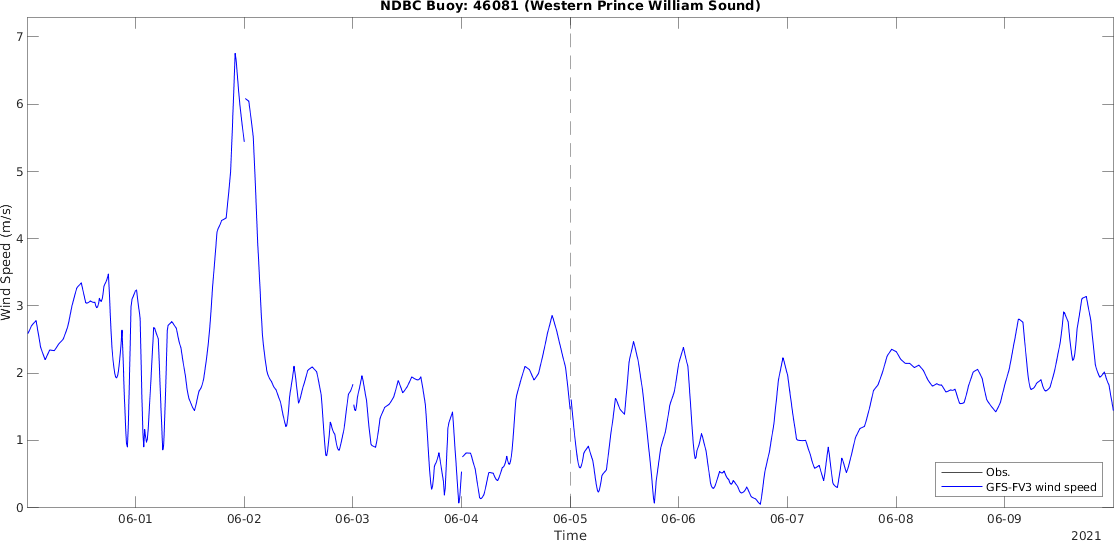 NDBC Buoy: 46081 (Western Prince William Sound)
7
6
5
4
3
2
1
0
Wind Speed (m/s)
Obs.
GFS-FV3 wind speed
06-01 06-02 06-03 06-04 06-05 06-06 06-07 06-08 06-09
Time
2021